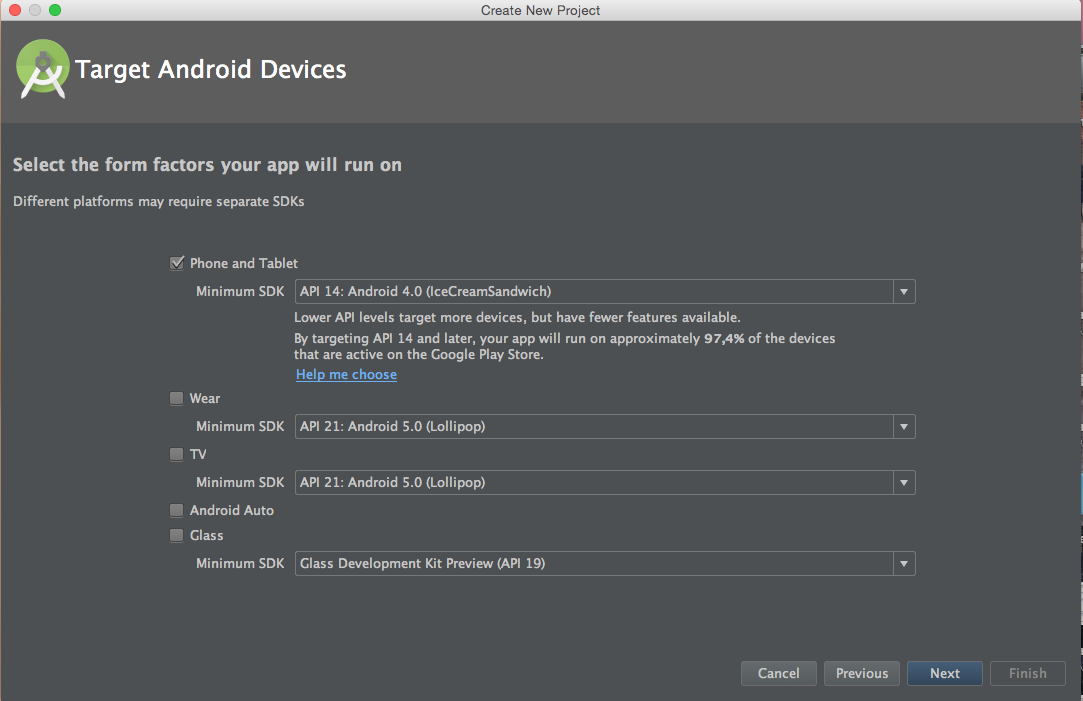 Create New Project
Target Android Devices
Select the form factors your app will run on
Different platforms may require separate SDKs
Phone and Tablet
Minimum SDK API 14: Android 4.0 (IceCreamSandwich)
Lower API levels target more devices, but have fewer features available.
By targeting API 14 and later, your app will run on approximately 97,4% of the devices
that are active on the Google Play Store.
Help me choose
Wear
Minimum SDK API 21: Android 5.0 (Lollipop)
TV
Minimum SDK API 21: Android 5.0 (Lollipop)
Android Auto
Glass
Minimum SDK Glass Development Kit Preview (API 19)
Cancel Previous Next Finish